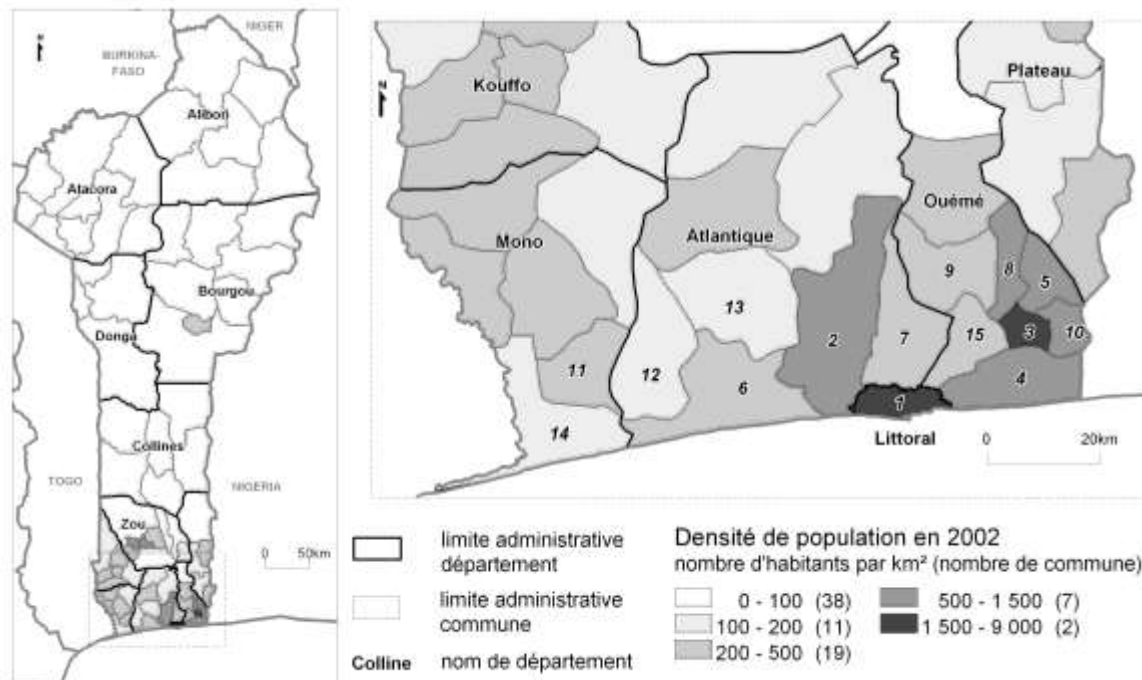 NIGER
BURKINA-
FASO
Alibori
Atacora
Bourgou
Donga
Collines
TOGO
NIGERIA
Zou
0 50km
Kouffo
Plateau
Ouémé
Mono
Atlantique
9
8
5
13
2
7
15
3
10
11
12
6
4
1
14
Littoral
0 20km
limite administrative
département
limite administrative
commune
Colline nom de département
Densité de population en 2002
nombre d'habitants par km² (nombre de commune)
0 - 100 (38)
100 - 200 (11)
200 - 500 (19)
500 - 1 500 (7)
1 500 - 9 000 (2)